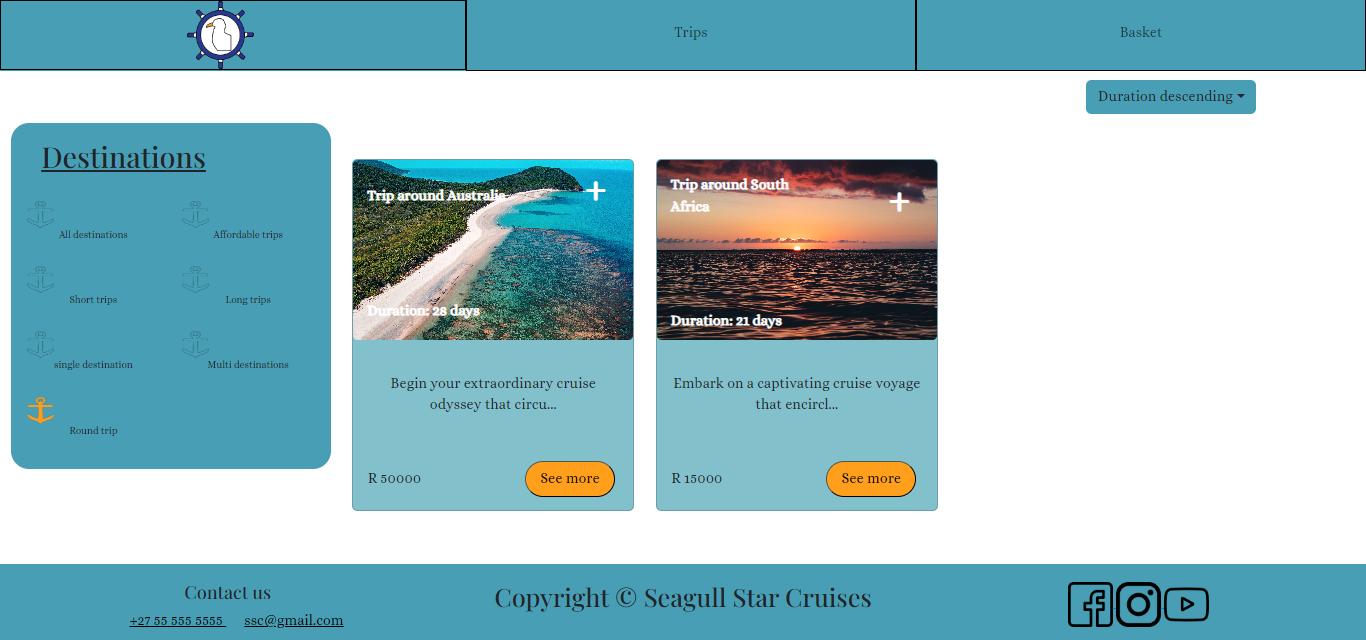 Trips
Basket
Duration descending
Destinations
All destinations
Affordable trips
Short trips
Long trips
single destination
Multi destinations
Round trip
Trip around Australia
Duration: 28 days
Begin your extraordinary cruise
odyssey that circu...
R 50000
See more
Trip around South
Africa
Duration: 21 days
Embark on a captivating cruise voyage
that encircl...
R 15000
See more
Contact us
+27 55 555 5555
ssc@gmail.com
Copyright © Seagull Star Cruises